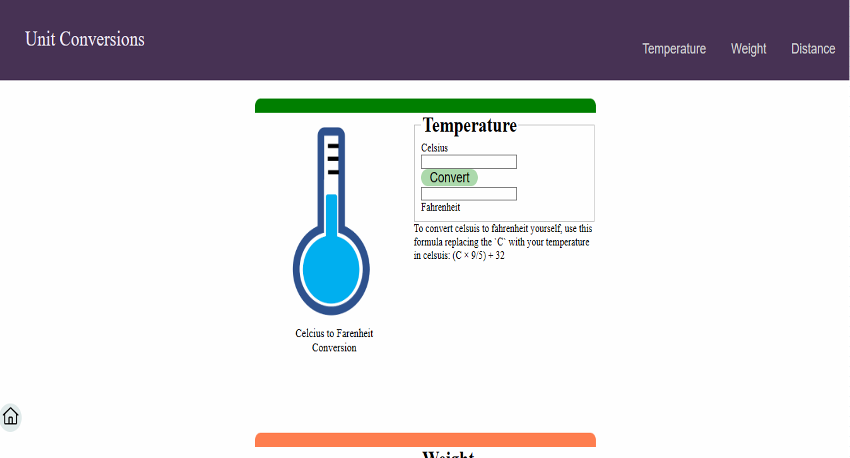 Unit Conversions
Temperature Weight Distance
Temperature
Celsius
Convert
Fahrenheit
To convert celsuis to fahrenheit yourself, use this
formula replacing the `C` with your temperature
in celsuis: (C × 9/5) + 32
Celcius to Farenheit
Conversion
Weight